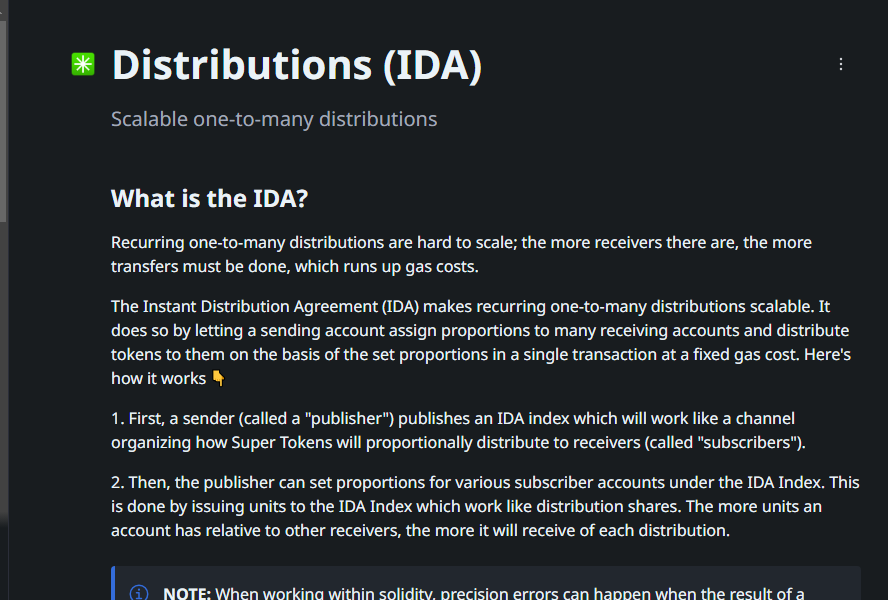 Distributions (IDA)
Scalable one-to-many distributions
What is the IDA?
Recurring one-to-many distributions are hard to scale; the more receivers there are, the more
transfers must be done, which runs up gas costs.
The Instant Distribution Agreement (IDA) makes recurring one-to-many distributions scalable. It
does so by letting a sending account assign proportions to many receiving accounts and distribute
tokens to them on the basis of the set proportions in a single transaction at a fixed gas cost. Here's
how it works 👇
1. First, a sender (called a "publisher") publishes an IDA index which will work like a channel
organizing how Super Tokens will proportionally distribute to receivers (called "subscribers").
2. Then, the publisher can set proportions for various subscriber accounts under the IDA Index. This
is done by issuing units to the IDA Index which work like distribution shares. The more units an
account has relative to other receivers, the more it will receive of each distribution.
NOTE: When working within solidity, precision errors can happen when the result of a